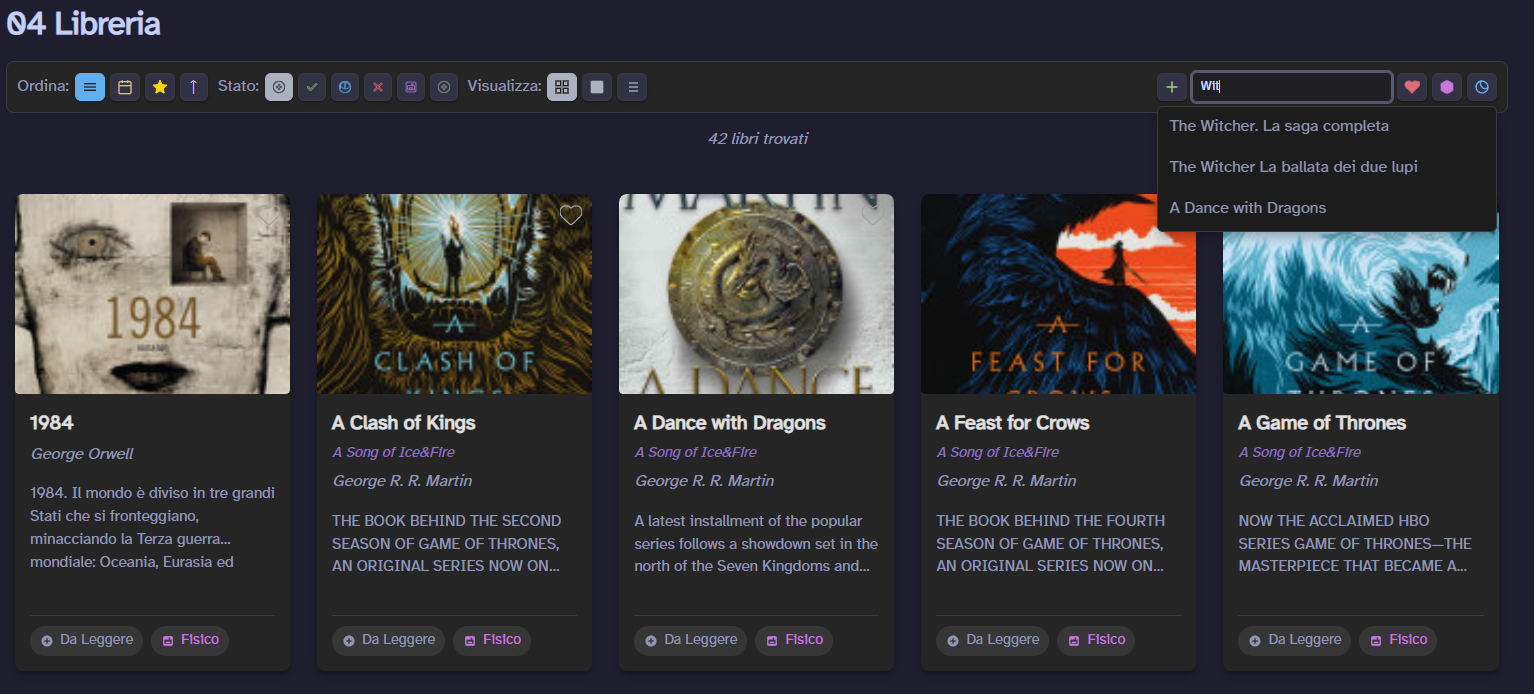 04 Libreria
Ordina: Stato: Visualizza: Wit
The Witcher. La saga completa
The Witcher La ballata dei due lupi
A Dance with Dragons
42 libri trovati
1984
A
CLASH OF
KINGS
MARTIN
A DANCE
A
FEAST FOR
CROWS
A
GAME OF
THRONES
1984
George Orwell
1984. Il mondo è diviso in tre grandi
Stati che si fronteggiano,
minacciando la Terza guerra...
mondiale: Oceania, Eurasia ed
Da Leggere Fisico
A Clash of Kings
A Song of Ice&Fire
George R. R. Martin
THE BOOK BEHIND THE SECOND
SEASON OF GAME OF THRONES,
AN ORIGINAL SERIES NOW ON...
Da Leggere Fisico
A Dance with Dragons
A Song of Ice&Fire
George R. R. Martin
A latest installment of the popular
series follows a showdown set in the
north of the Seven Kingdoms and...
Da Leggere Fisico
A Feast for Crows
A Song of Ice&Fire
George R. R. Martin
THE BOOK BEHIND THE FOURTH
SEASON OF GAME OF THRONES,
AN ORIGINAL SERIES NOW ON...
Da Leggere Fisico
A Game of Thrones
A Song of Ice&Fire
George R. R. Martin
NOW THE ACCLAIMED HBO
SERIES GAME OF THRONES—THE
MASTERPIECE THAT BECAME A...
Da Leggere Fisico